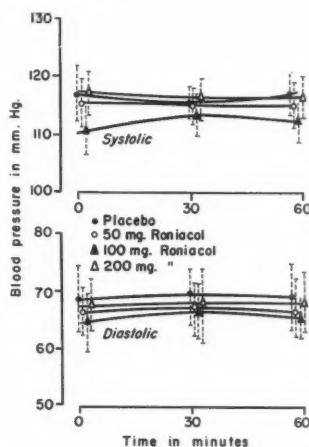 Blood pressure in mm. Hg.
120
110
100
Systolic
0 30 60
• Placebo
○ 50 mg. Roniacol
▲ 100 mg. Roniacol
△ 200 mg. "
80
70
60
50
Diastolic
0 30 60
Time in minutes